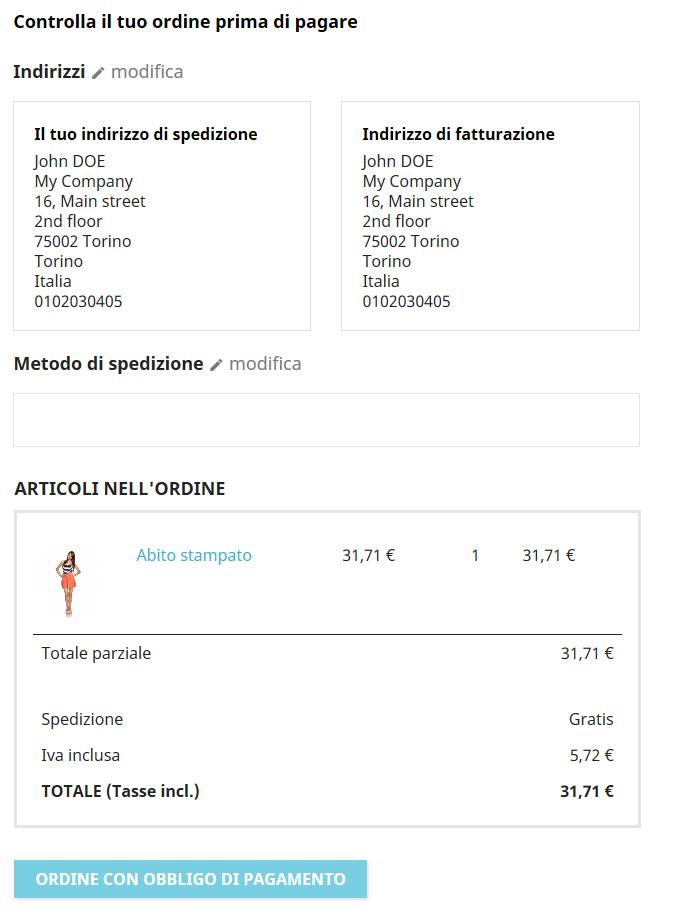 Controlla il tuo ordine prima di pagare
Indirizzi modifica
Il tuo indirizzo di spedizione
John DOE
My Company
16, Main street
2nd floor
75002 Torino
Torino
Italia
0102030405
Indirizzo di fatturazione
John DOE
My Company
16, Main street
2nd floor
75002 Torino
Torino
Italia
0102030405
Metodo di spedizione modifica
ARTICOLI NELL'ORDINE
Abito stampato 31,71 € 1 31,71 €
Totale parziale 31,71 €
Spedizione Gratis
Iva inclusa 5,72 €
TOTALE (Tasse incl.) 31,71 €
ORDINE CON OBBLIGO DI PAGAMENTO